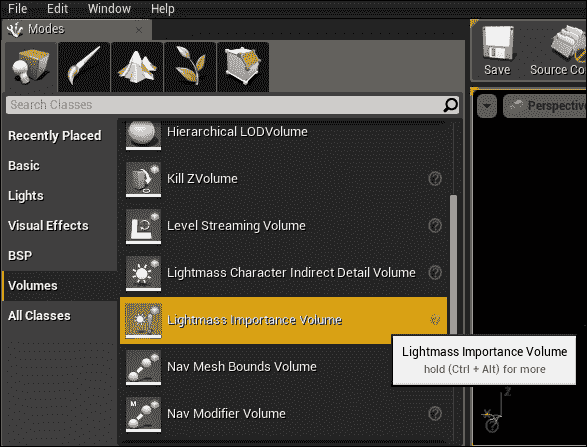 File Edit Window Help
Modes
Search Classes
Save Source Co
Recently Placed
Basic
Lights
Visual Effects
BSP
Volumes
All Classes
Hierarchical LODVolume
Kill ZVolume
Level Streaming Volume
Lightmass Character Indirect Detail Volume
Lightmass Importance Volume
Nav Mesh Bounds Volume
M
Nav Modifier Volume
Perspective
Lightmass Importance Volume
hold (Ctrl + Alt) for more
Z